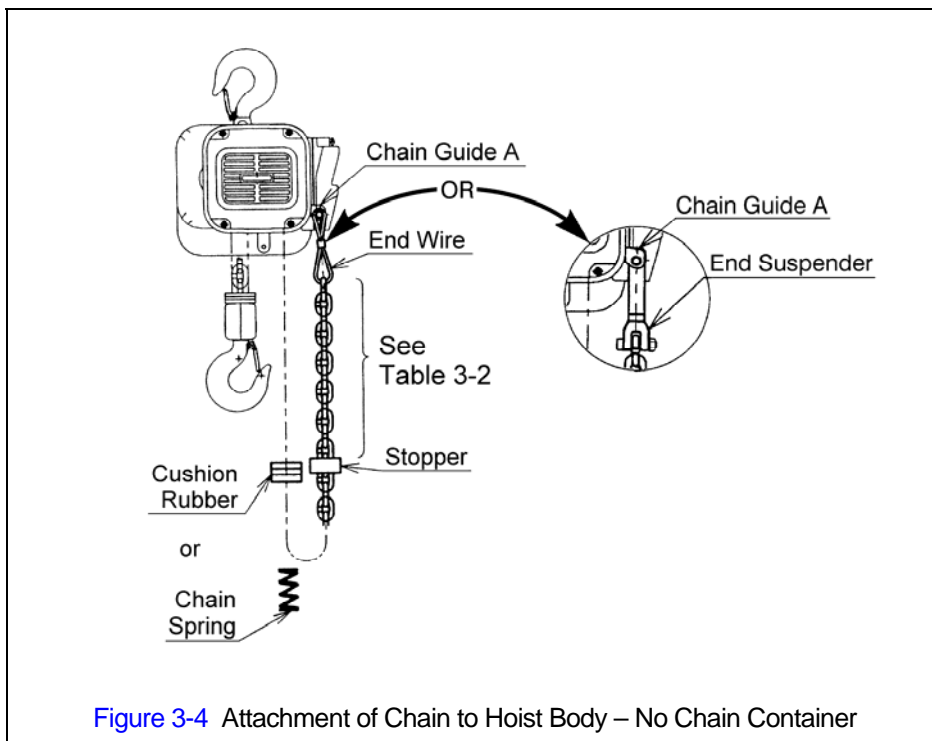 Chain Guide A
OR
Chain Guide A
End Wire
End Suspender
See
Table 3-2
Stopper
Cushion
Rubber
or
Chain
Spring
Figure 3-4 Attachment of Chain to Hoist Body – No Chain Container